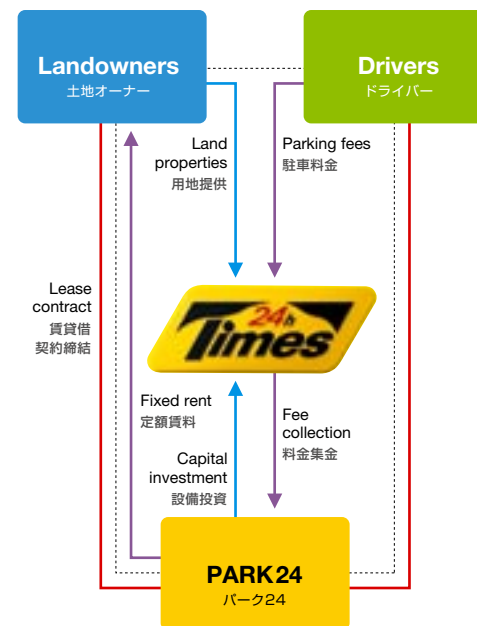 Landowners
土地オーナー
Drivers
ドライバー
Land
properties
用地提供
Parking fees
駐車料金
Lease
contract
賃貸借
契約締結
24h
Times
Fixed rent
定額賃料
Fee
collection
料金集金
Capital
investment
設備投資
PARK24
パーク24